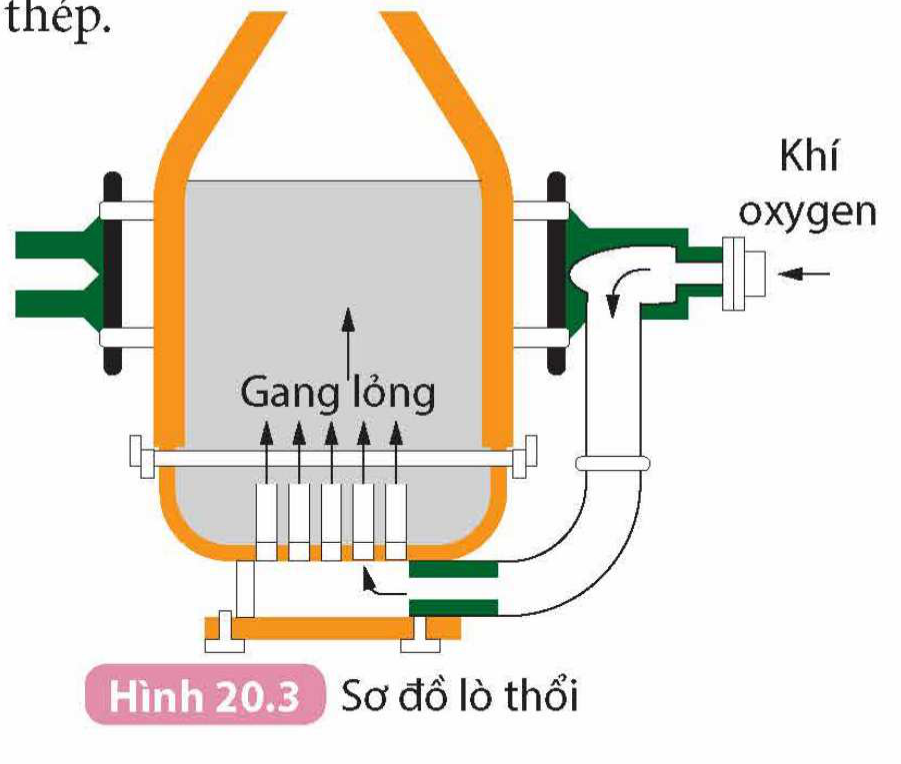 thép.
Khí
oxygen
Gang lỏng
Hình 20.3 Sơ đồ lò thổi